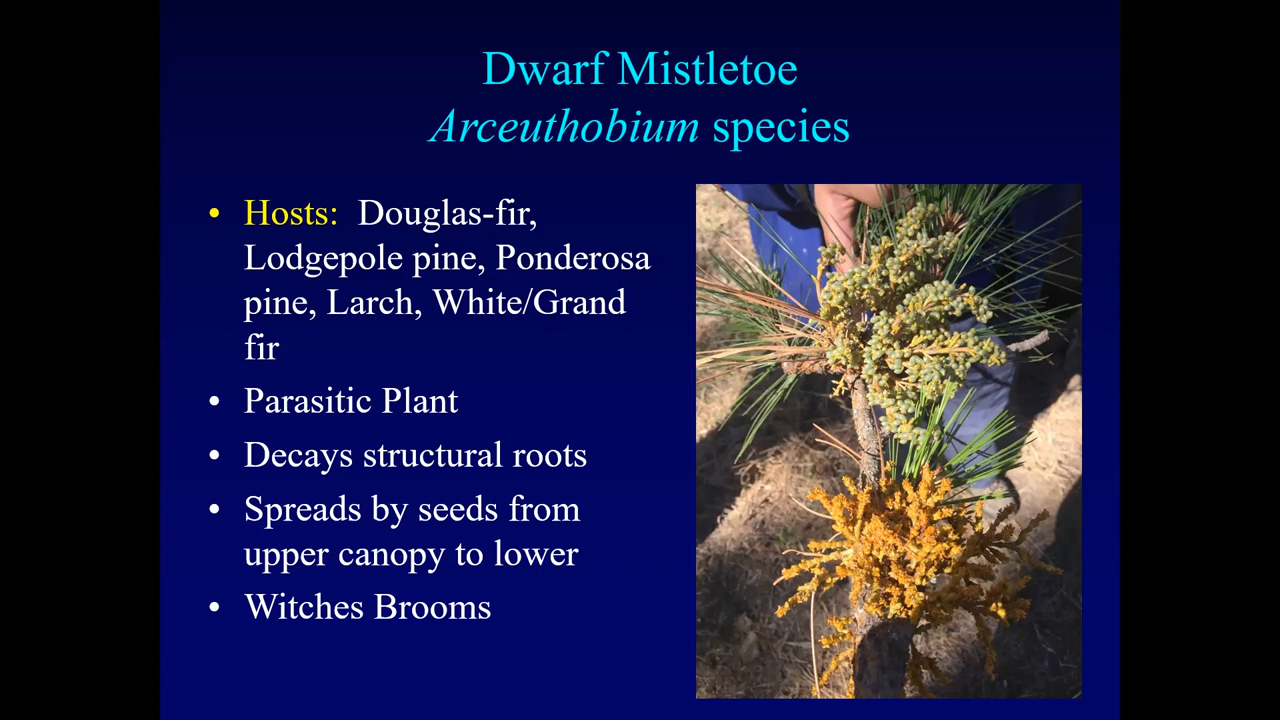 Dwarf Mistletoe
Arceuthobium species
• Hosts: Douglas-fir,
Lodgepole pine, Ponderosa
pine, Larch, White/Grand
fir
• Parasitic Plant
• Decays structural roots
• Spreads by seeds from
upper canopy to lower
• Witches Brooms